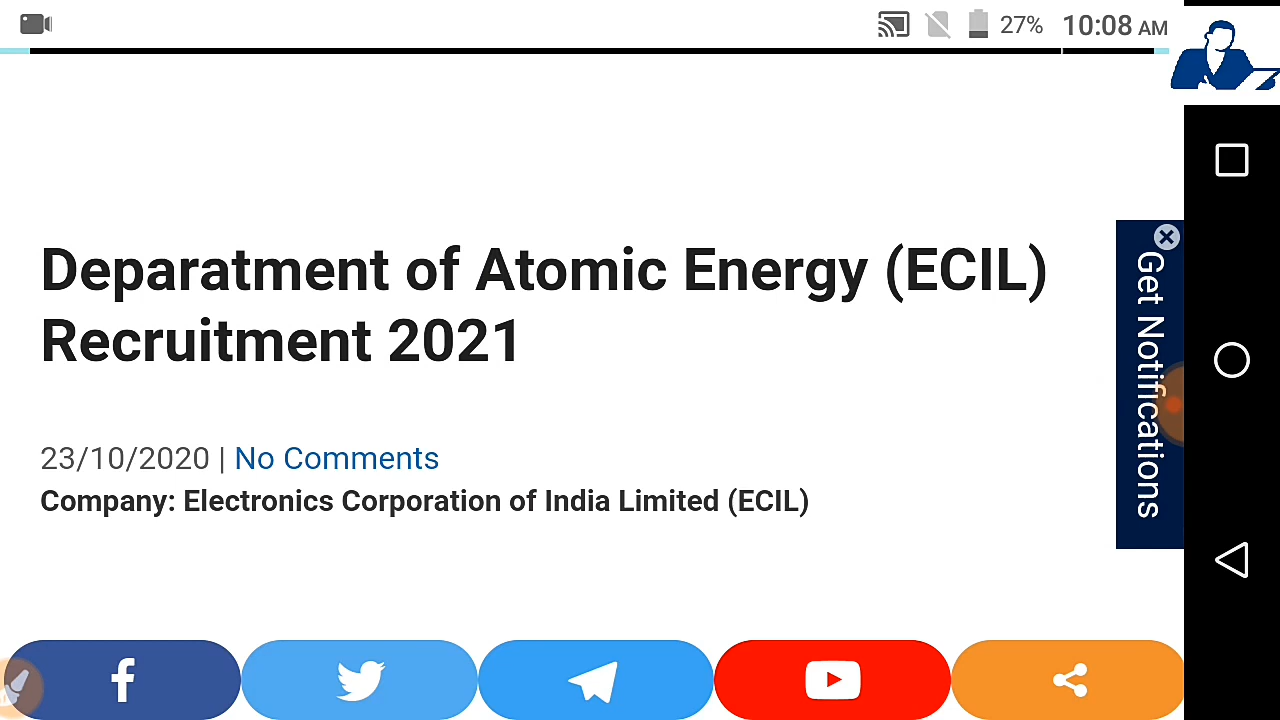 27% 10:08 AM
Deparatment of Atomic Energy (ECIL)
Recruitment 2021
23/10/2020 | No Comments
Company: Electronics Corporation of India Limited (ECIL)
Get Notifications